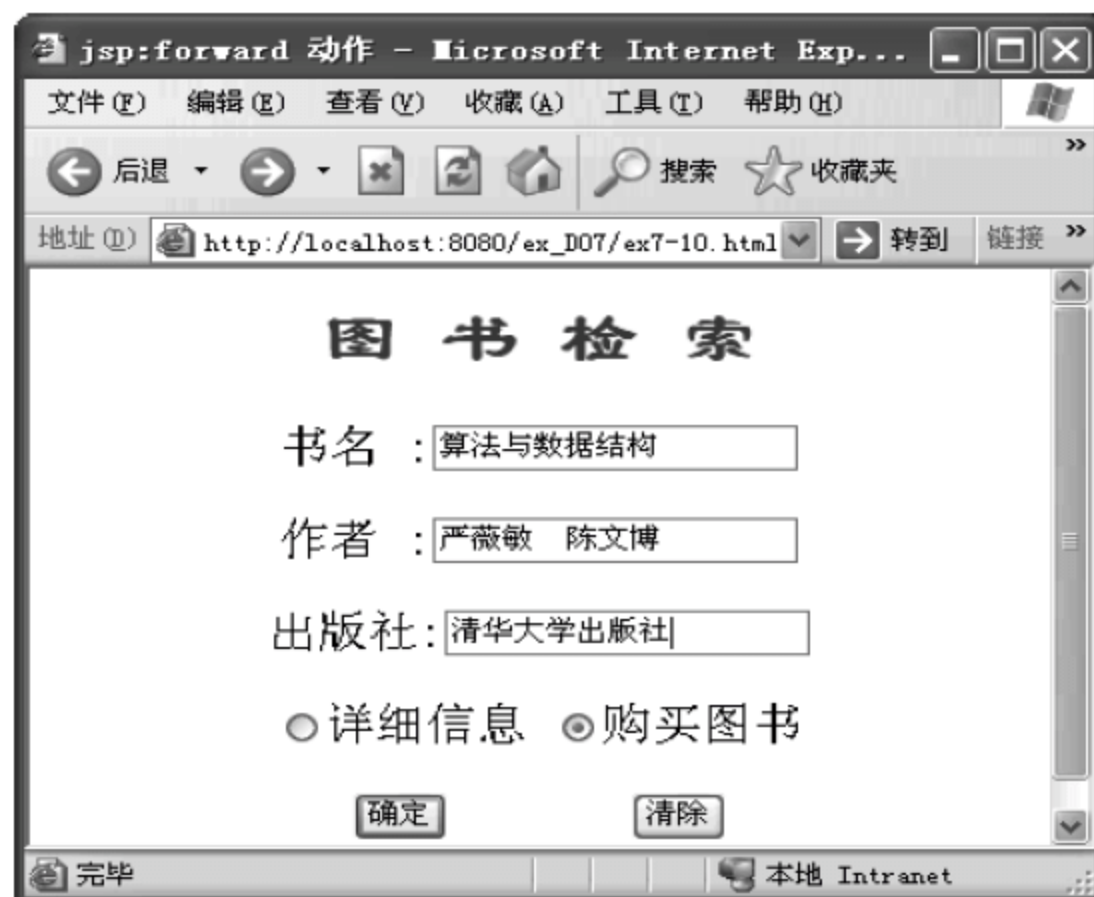 jsp:forward 动作 - Microsoft Internet Exp...
文件(F) 编辑(E) 查看(V) 收藏(A) 工具(T) 帮助(H)
后退 搜索 收藏夹 »
地址(D) http://localhost:8080/ex_D07/ex7-10.html 转到 链接 »
图 书 检 索
书名 :算法与数据结构
作者 :严薇敏 陈文博
出版社:清华大学出版社
详细信息 购买图书
确定 清除
完毕 本地 Intranet